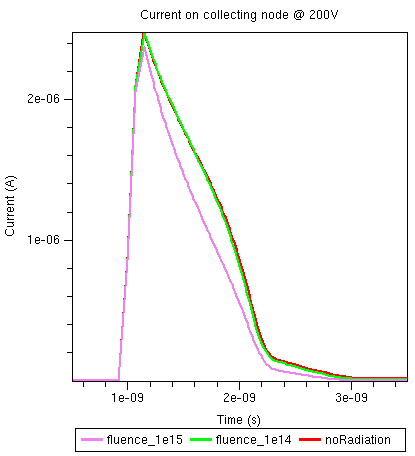 Current on collecting node @ 200V
2e-06
Current (A)
1e-06
1e-09 2e-09 3e-09
Time (s)
fluence_1e15 fluence_1e14 noRadiation